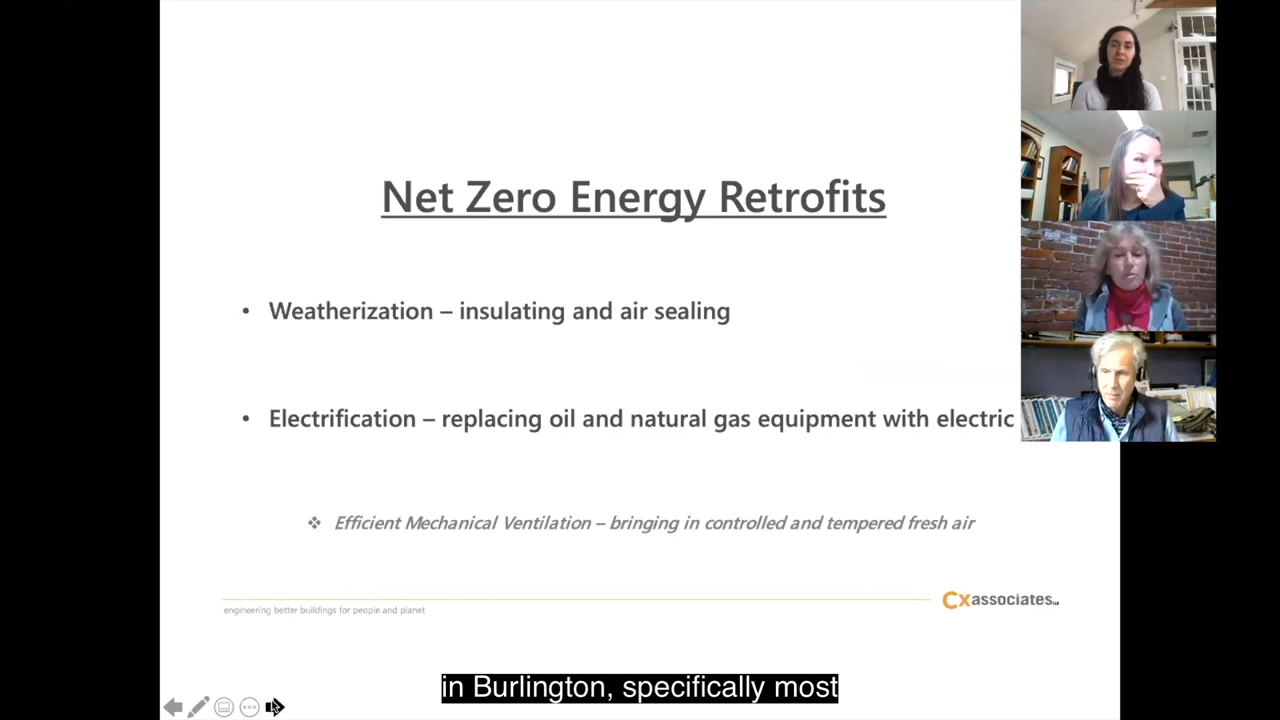 Net Zero Energy Retrofits
• Weatherization – insulating and air sealing
• Electrification – replacing oil and natural gas equipment with electric
❖ Efficient Mechanical Ventilation – bringing in controlled and tempered fresh air
engineering better buildings for people and planet
Cx associates LLC
in Burlington, specifically most